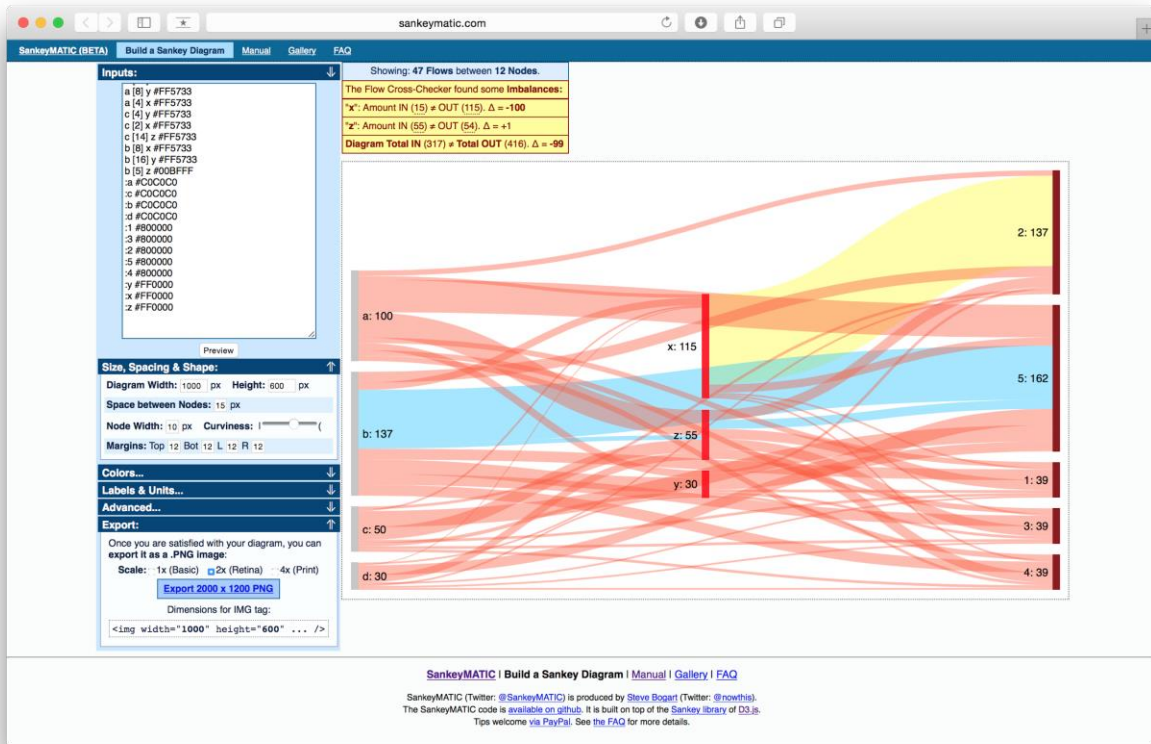 sankeymatic.com
SankeyMATIC (BETA) Build a Sankey Diagram Manual Gallery FAQ
Inputs:
a [8] y #FF5733
a [4] x #FF5733
c [4] y #FF5733
c [2] x #FF5733
c [14] z #FF5733
b [8] x #FF5733
b [16] y #FF5733
b [5] z #00BFFF
:a #C0C0C0
:c #C0C0C0
:b #C0C0C0
:d #C0C0C0
:1 #800000
:3 #800000
:2 #800000
:5 #800000
:4 #800000
:y #FF0000
:x #FF0000
:z #FF0000
Preview
Size, Spacing & Shape:
Diagram Width: 1000 px Height: 600 px
Space between Nodes: 15 px
Node Width: 10 px Curviness: I (
Margins: Top 12 Bot 12 L 12 R 12
Colors...
Labels & Units...
Advanced...
Export:
Once you are satisfied with your diagram, you can
export it as a .PNG image:
Scale: 1x (Basic) 2x (Retina) 4x (Print)
Export 2000 x 1200 PNG
Dimensions for IMG tag:
<img width="1000" height="600" ... />
Showing: 47 Flows between 12 Nodes.
The Flow Cross-Checker found some Imbalances:
"x": Amount IN (15) ≠ OUT (115). Δ = -100
"z": Amount IN (55) ≠ OUT (54). Δ = +1
Diagram Total IN (317) ≠ Total OUT (416). Δ = -99
a: 100
b: 137
c: 50
d: 30
x: 115
z: 55
y: 30
2: 137
5: 162
1: 39
3: 39
4: 39
SankeyMATIC | Build a Sankey Diagram | Manual | Gallery | FAQ
SankeyMATIC (Twitter: @SankeyMATIC) is produced by Steve Bogart (Twitter: @nowthis).
The SankeyMATIC code is available on github. It is built on top of the Sankey library of D3.js.
Tips welcome via PayPal. See the FAQ for more details.